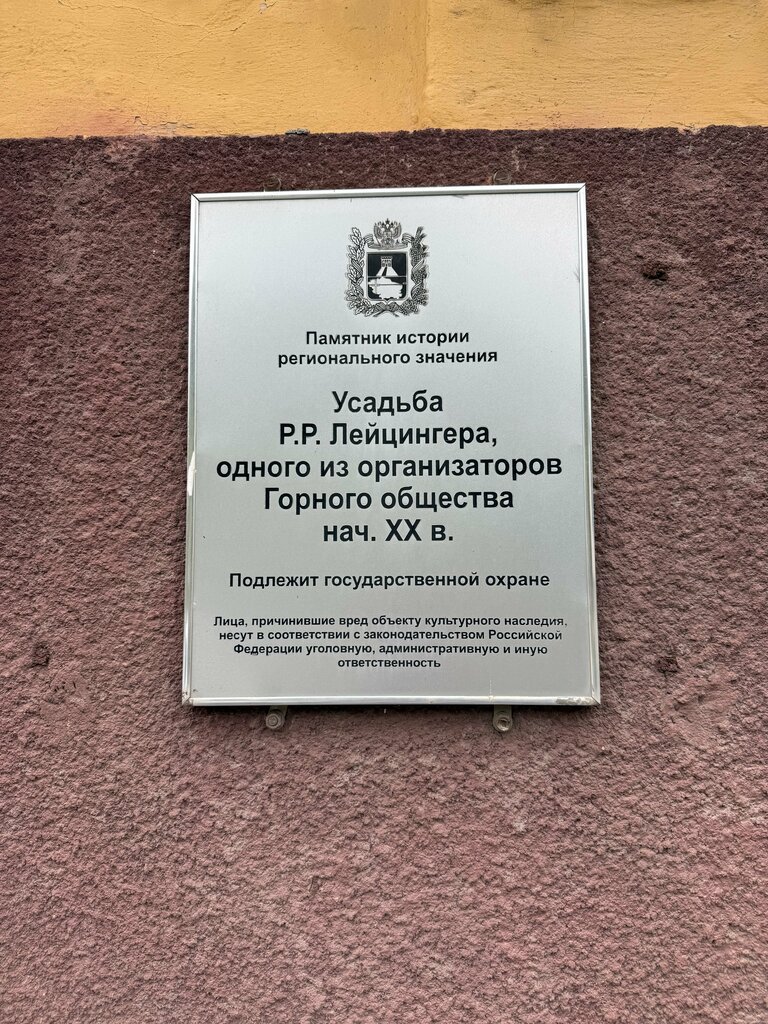 Памятник истории
регионального значения
Усадьба
Р.Р. Лейцингера,
одного из организаторов
Горного общества
нач. XX в.
Подлежит государственной охране
Лица, причинившие вред объекту культурного наследия,
несут в соответствии с законодательством Российской
Федерации уголовную, административную и иную
ответственность